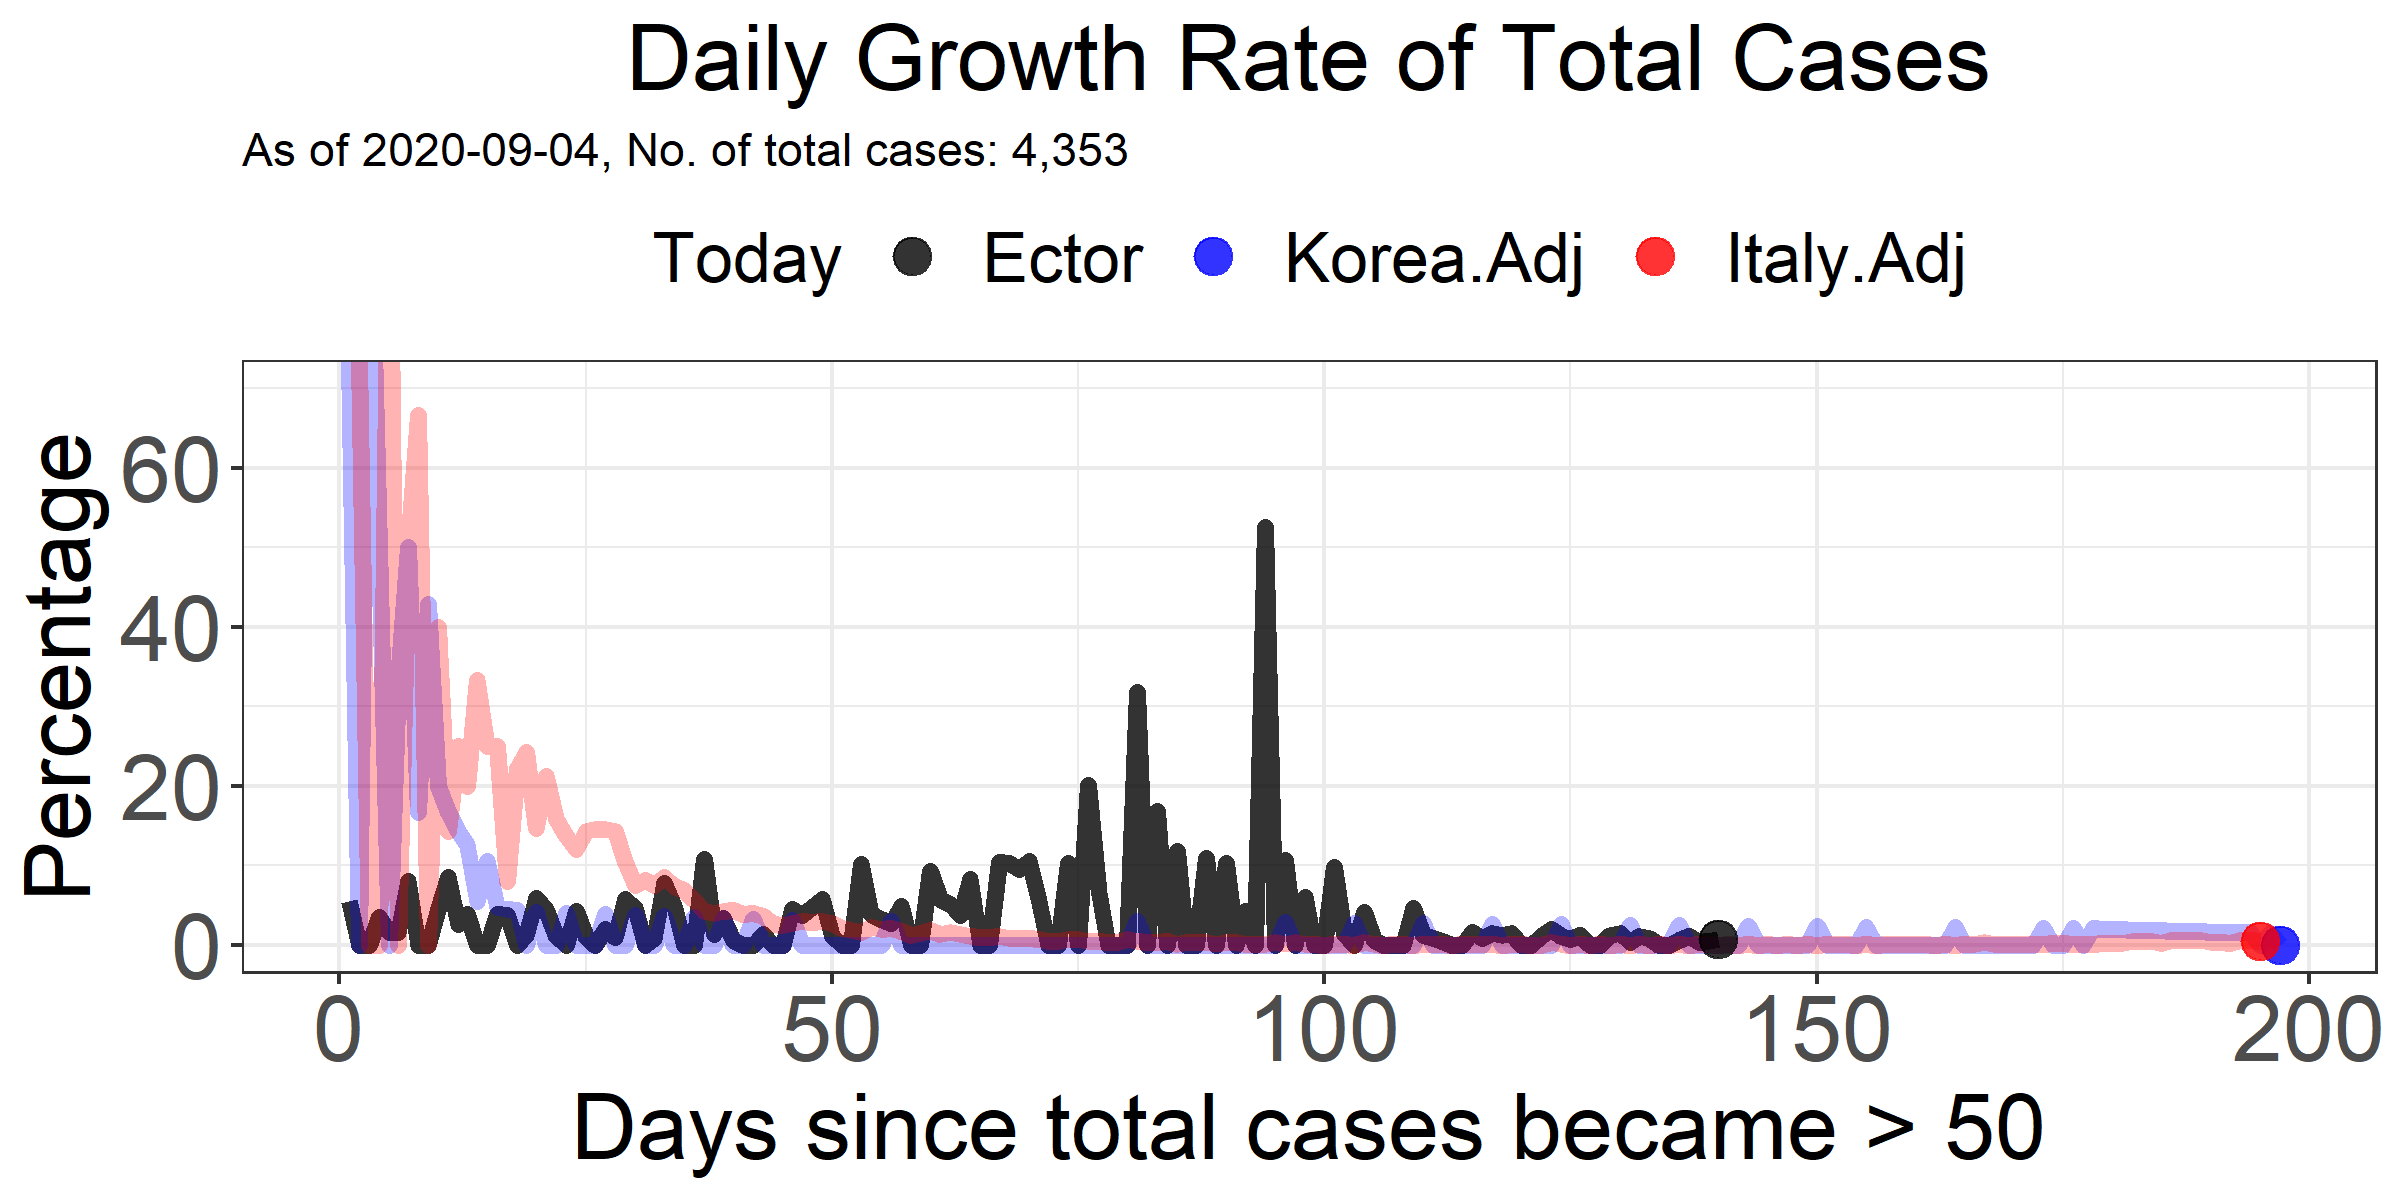 Daily Growth Rate of Total Cases
As of 2020-09-04, No. of total cases: 4,353
Today Ector Korea.Adj Italy.Adj
Percentage
60
40
20
0
0 50 100 150 200
Days since total cases became > 50